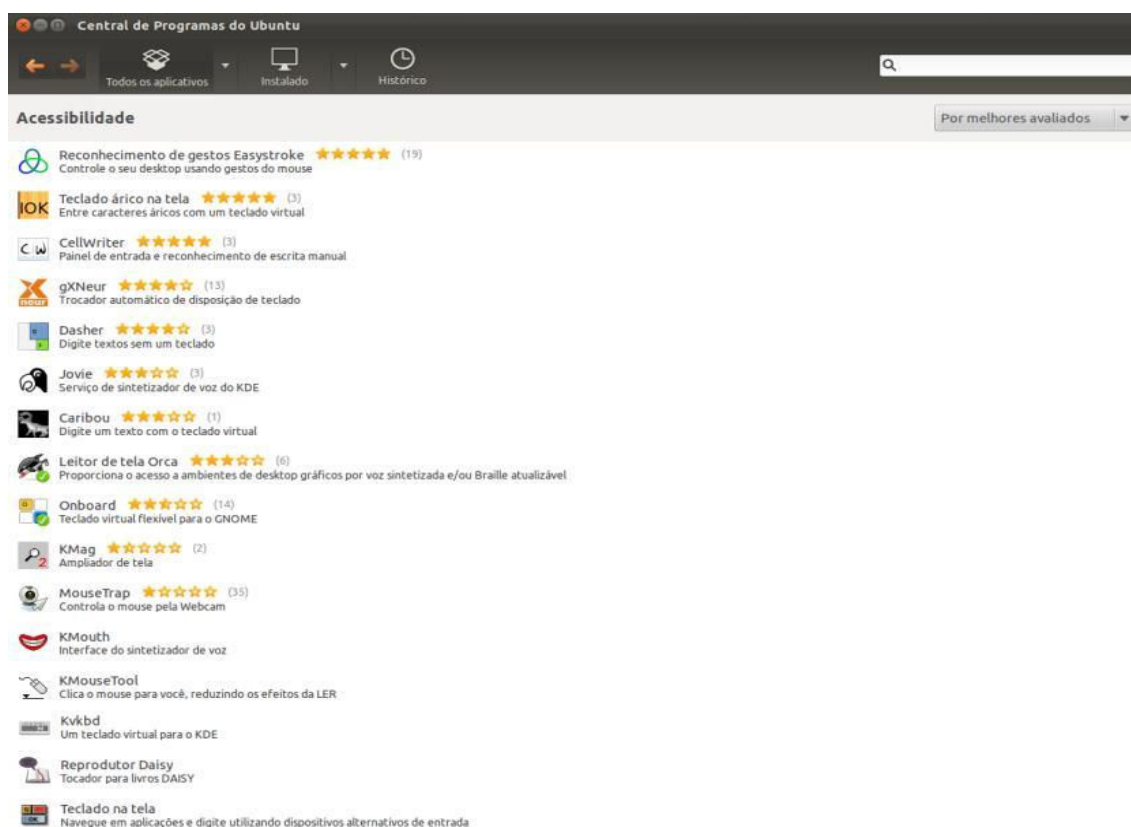 Central de Programas do Ubuntu
Todos os aplicativos
Instalado
Histórico
Acessibilidade
Por melhores avaliados
Reconhecimento de gestos Easystroke (19)
Controle o seu desktop usando gestos do mouse
IOK
Teclado árico na tela (3)
Entre caracteres áricos com um teclado virtual
C W
CellWriter (3)
Painel de entrada e reconhecimento de escrita manual
X
neur
gXNeur (13)
Trocador automático de disposição de teclado
Dasher (3)
Digite textos sem um teclado
Jovie (3)
Serviço de sintetizador de voz do KDE
Caribou (1)
Digite um texto com o teclado virtual
Leitor de tela Orca (6)
Proporciona o acesso a ambientes de desktop gráficos por voz sintetizada e/ou Braille atualizável
Onboard (14)
Teclado virtual flexível para o GNOME
2
KMag (2)
Ampliador de tela
MouseTrap (35)
Controla o mouse pela Webcam
KMouth
Interface do sintetizador de voz
KMouseTool
Clica o mouse para você, reduzindo os efeitos da LER
Kvkbd
Um teclado virtual para o KDE
Reprodutor Daisy
Tocador para livros DAISY
Teclado na tela
Navegue em aplicações e digite utilizando dispositivos alternativos de entrada